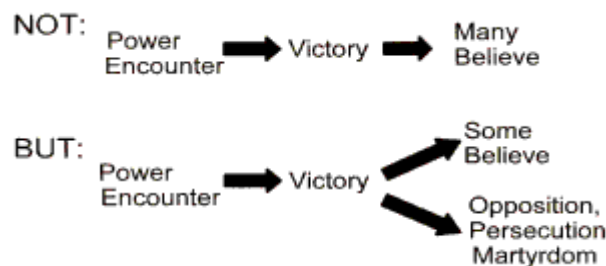 NOT:
Power Encounter
Victory
Many Believe
BUT:
Power Encounter
Victory
Some Believe
Opposition,
Persecution
Martyrdom